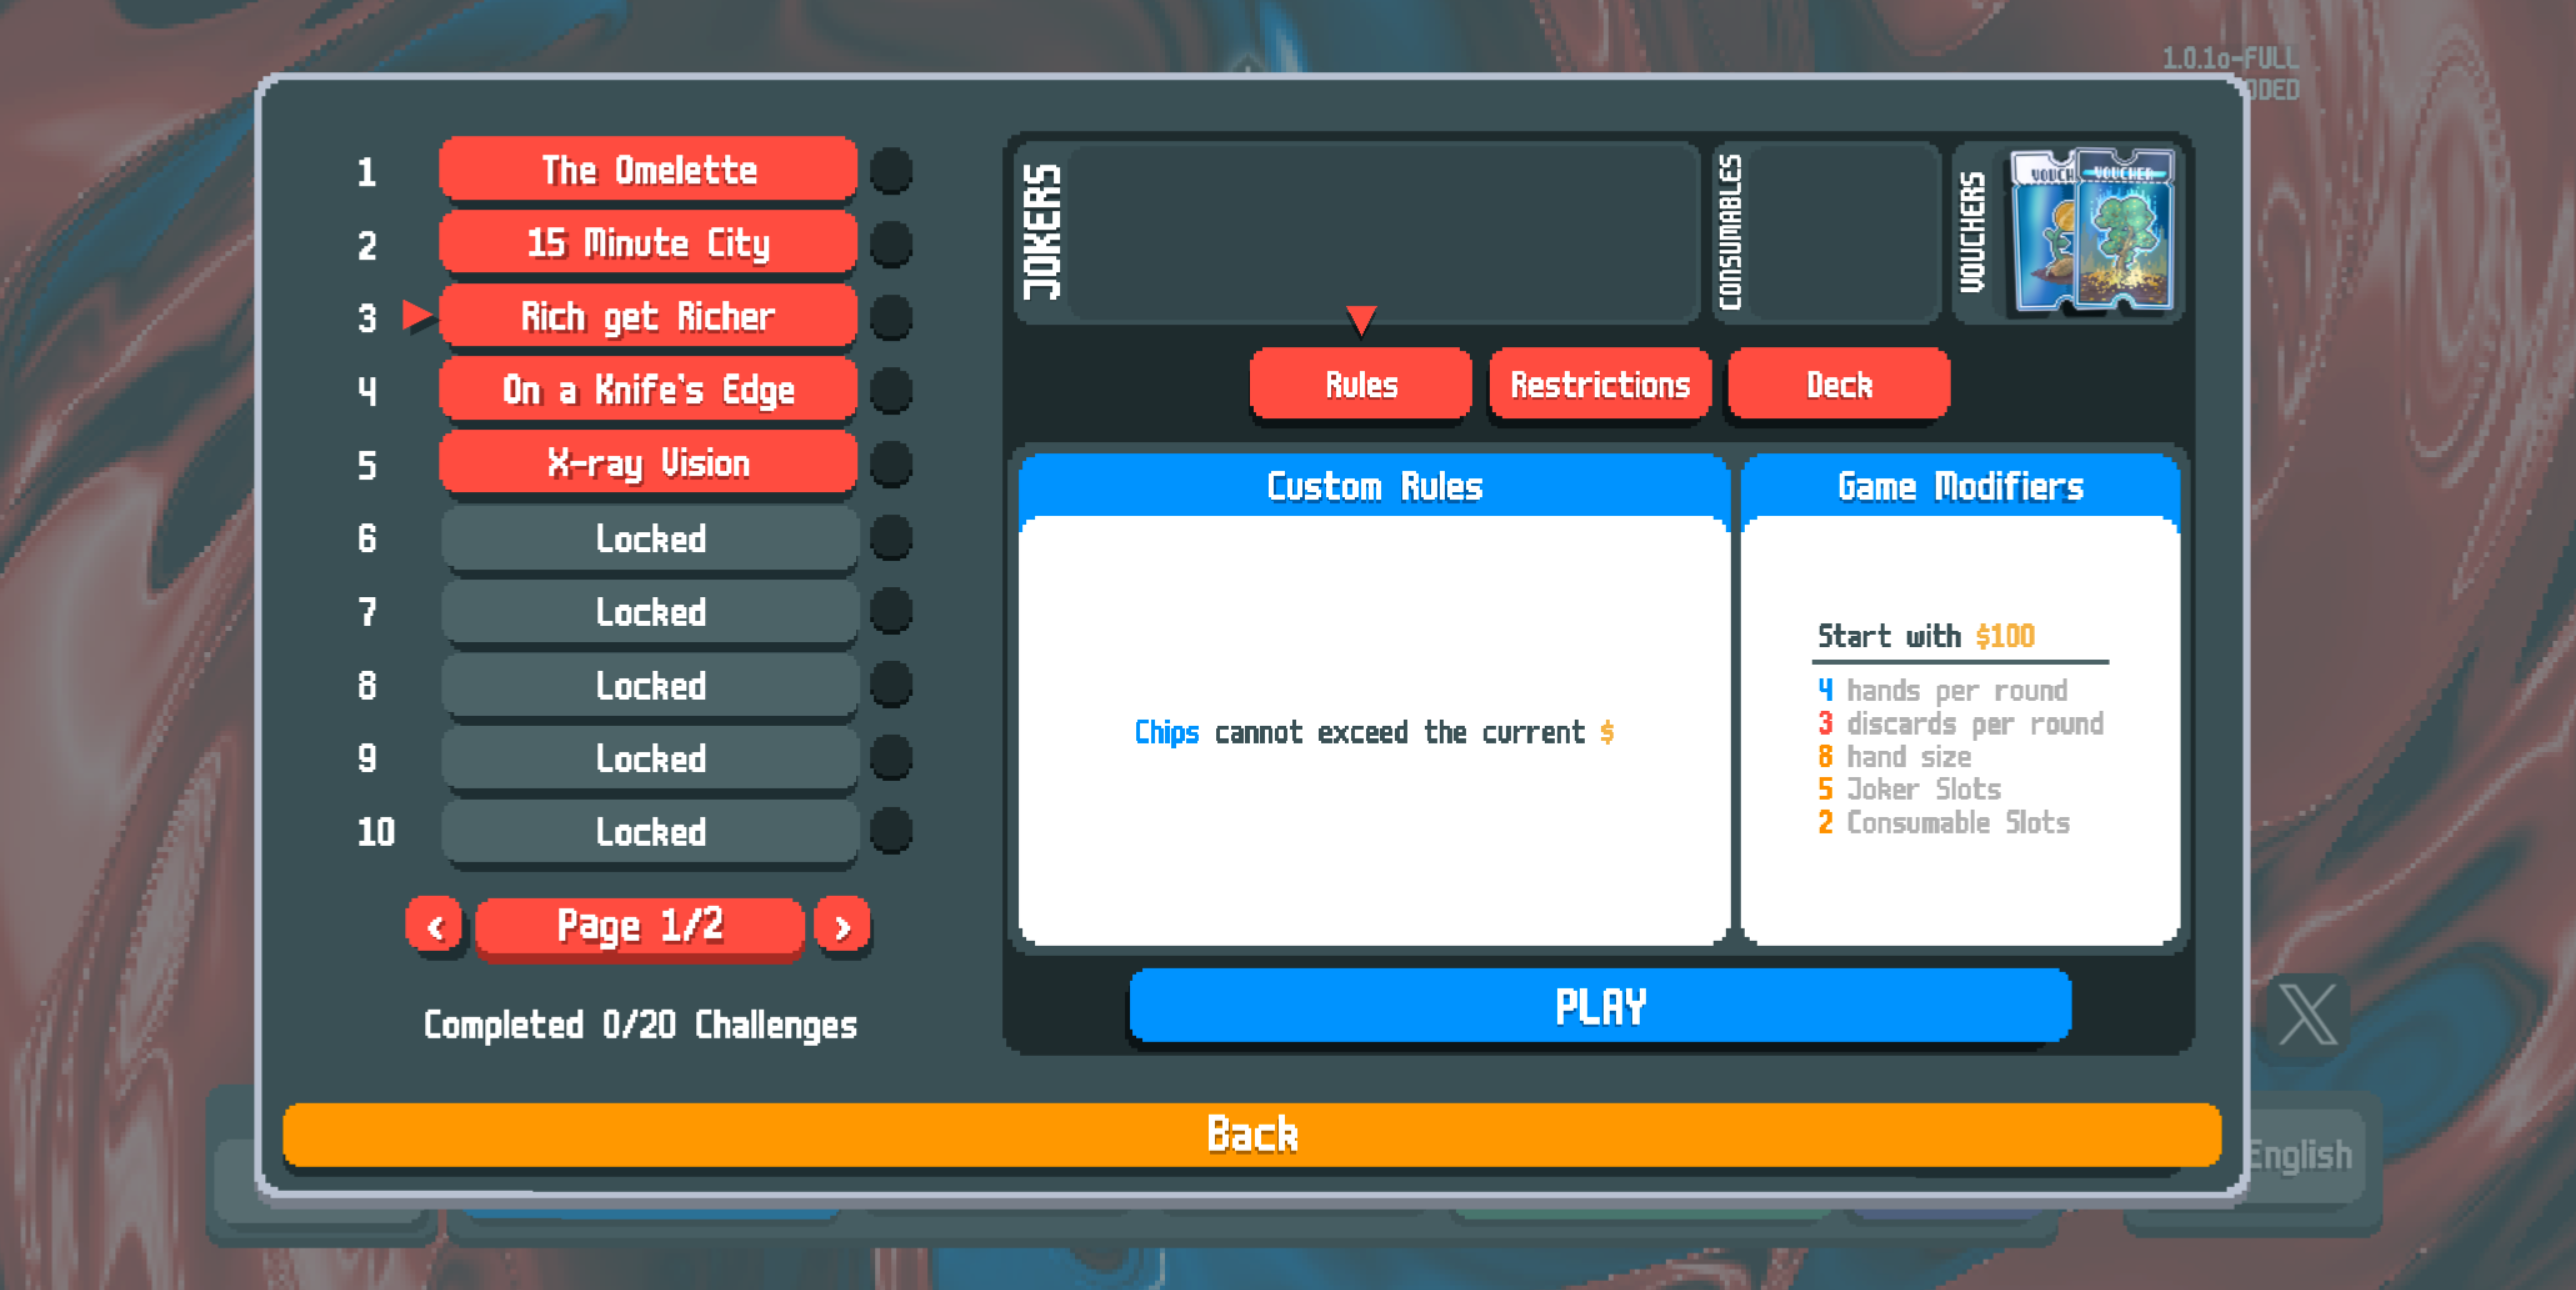 1.0.1o-FULL
1 The Omelette
2 15 Minute City
3 Rich get Richer
4 On a Knife's Edge
5 X-ray Vision
6 Locked
7 Locked
8 Locked
9 Locked
10 Locked
< Page 1/2 >
Completed 0/20 Challenges
JOKERS
CONSUMABLES
VOUCHERS
VOUCHER
Rules Restrictions Deck
Custom Rules
Chips cannot exceed the current $
Game Modifiers
Start with $100
4 hands per round
3 discards per round
8 hand size
5 Joker Slots
2 Consumable Slots
PLAY
Back
English